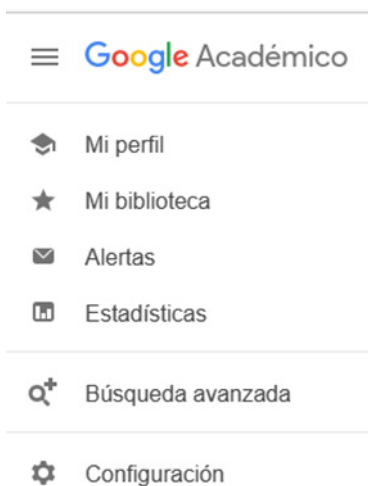 Google Académico
Mi perfil
Mi biblioteca
Alertas
Estadísticas
Búsqueda avanzada
Configuración